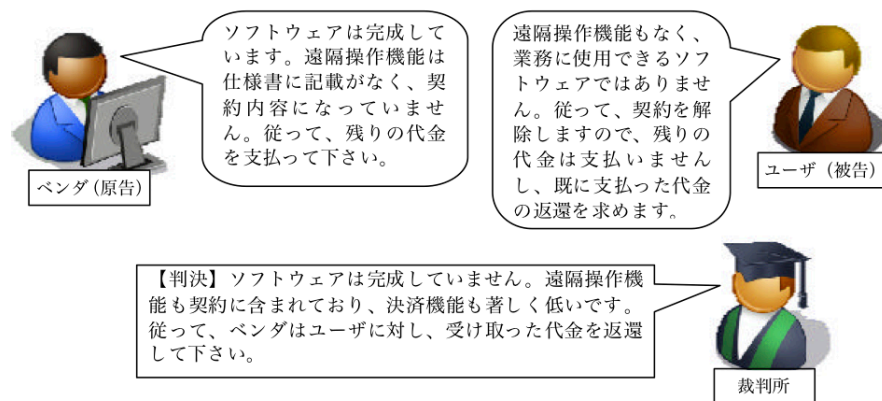 ソフトウェアは完成して
います。遠隔操作機能は
仕様書に記載がなく、契
約内容になっていませ
ん。従って、残りの代金
を支払って下さい。
ベンダ(原告)
遠隔操作機能もなく、
業務に使用できるソフ
トウェアではありませ
ん。従って、契約を解
除しますので、残りの
代金は支払いません
し、既に支払った代金
の返還を求めます。
ユーザ（被告）
【判決】ソフトウェアは完成していません。遠隔操作機
能も契約に含まれており、決済機能も著しく低いです。
従って、ベンダはユーザに対し、受け取った代金を返還
して下さい。
裁判所